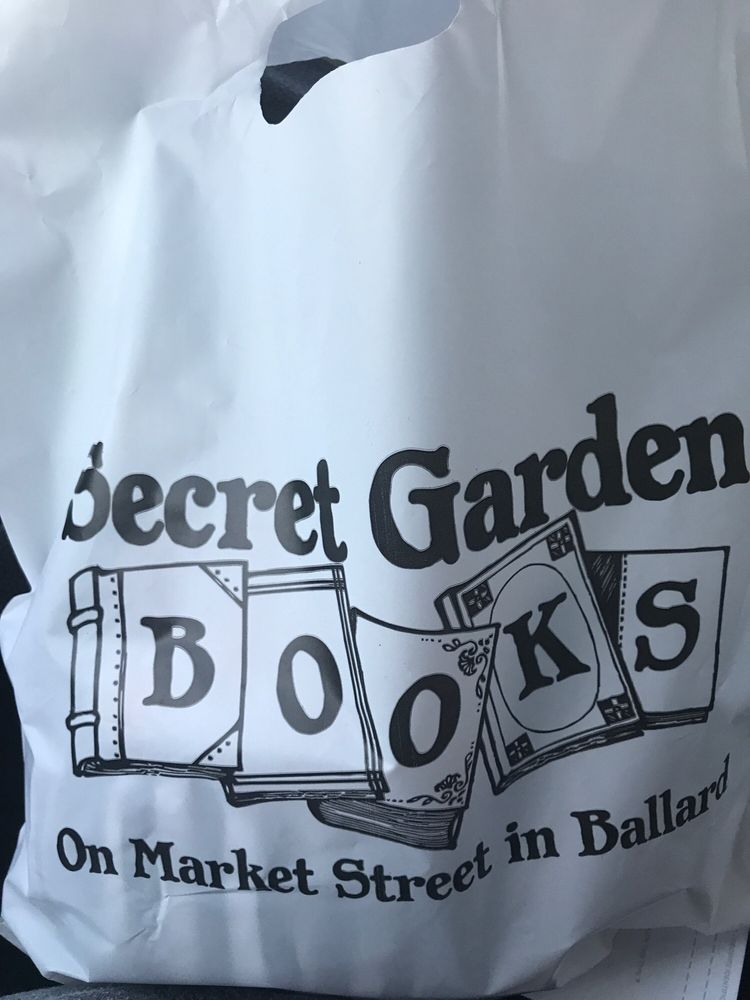 Secret Garden
BOOKS
On Market Street in Ballard